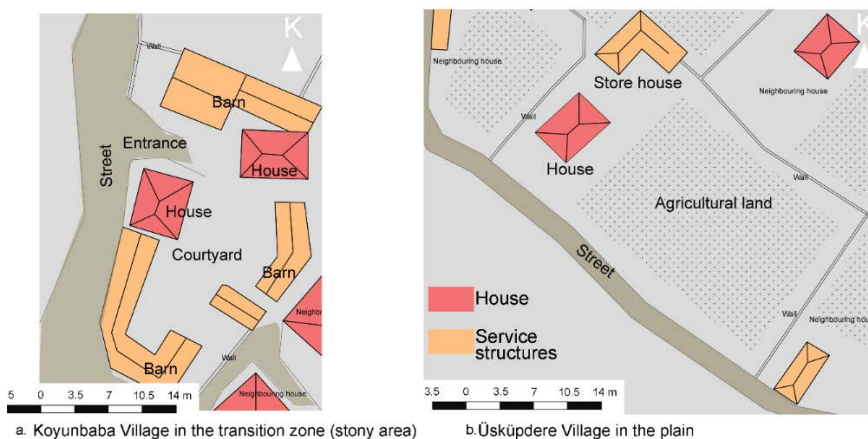 K
Wall
Barn
Entrance
Street
House
House
Courtyard
Barn
Neighbo
Wall
Barn
Neighbouring house
5 0 3.5 7 10.5 14 m
a. Koyunbaba Village in the transition zone (stony area)
K
Neighbouring house
Store house
Neighbouring house
Wall
House
Wall
Agricultural land
Street
House
Wall
Neighbouring hou
Service
structures
3.5 0 3.5 7 10.5 14 m
b. Üsküpdere Village in the plain